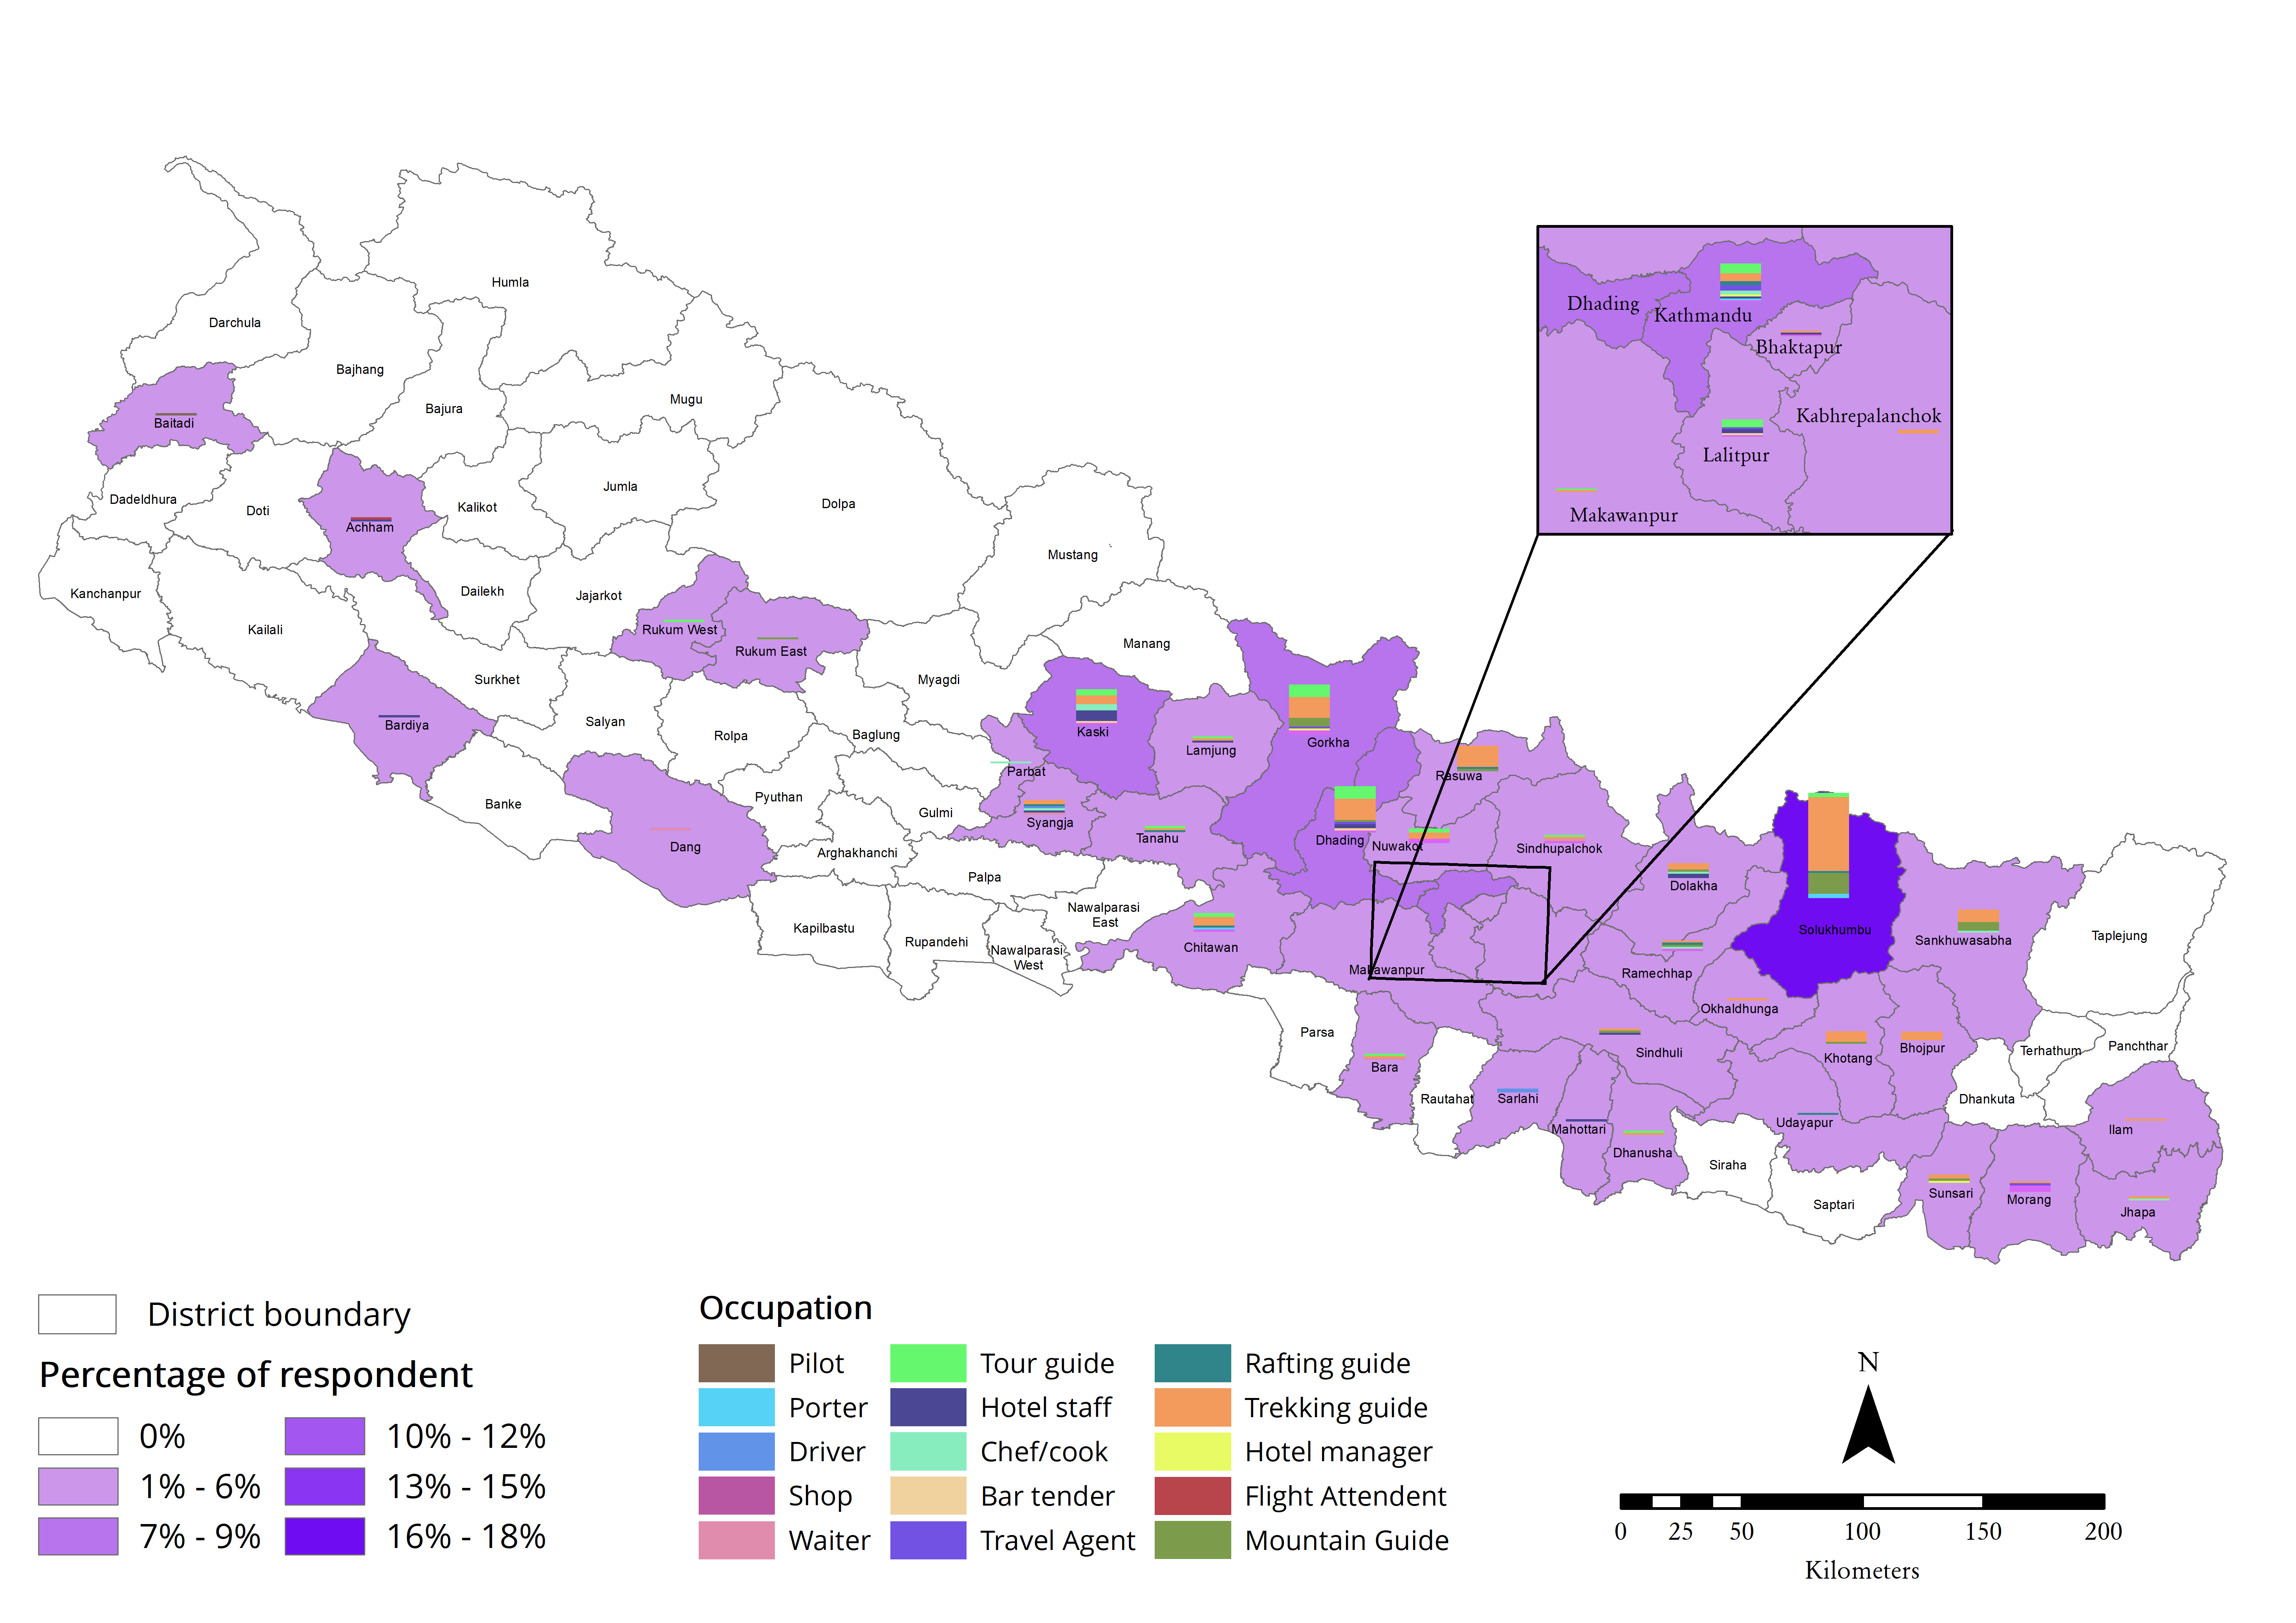 Humla
Darchula
Bajhang
Mugu
Bajura
Baitadi
Dadeldhura
Doti
Achham
Kalikot
Jumla
Dolpa
Mustang
Kanchanpur
Kailali
Dailekh
Jajarkot
Rukum West
Rukum East
Manang
Myagdi
Surkhet
Salyan
Bardiya
Rolpa
Baglung
Kaski
Lamjung
Gorkha
Parbat
Rasuwa
Banke
Pyuthan
Gulmi
Syangja
Tanahu
Dhading
Nuwakot
Sindhupalchok
Dang
Arghakhanchi
Palpa
Dolakha
Nawalparasi
East
Kapilbastu
Rupandehi
Nawalparasi
West
Chitawan
Makawanpur
Ramechhap
Solukhumbu
Sankhuwasabha
Taplejung
Okhaldhunga
Parsa
Bara
Sindhuli
Khotang
Bhojpur
Terhathum
Panchthar
Rautahat
Sarlahi
Mahottari
Dhanusha
Udayapur
Dhankuta
Ilam
Siraha
Saptari
Sunsari
Morang
Jhapa
Dhading
Kathmandu
Bhaktapur
Kabhrepalanchok
Lalitpur
Makawanpur
District boundary
Percentage of respondent
0%
1% - 6%
7% - 9%
10% - 12%
13% - 15%
16% - 18%
Occupation
Pilot
Porter
Driver
Shop
Waiter
Tour guide
Hotel staff
Chef/cook
Bar tender
Travel Agent
Rafting guide
Trekking guide
Hotel manager
Flight Attendent
Mountain Guide
N
0 25 50 100 150 200
Kilometers